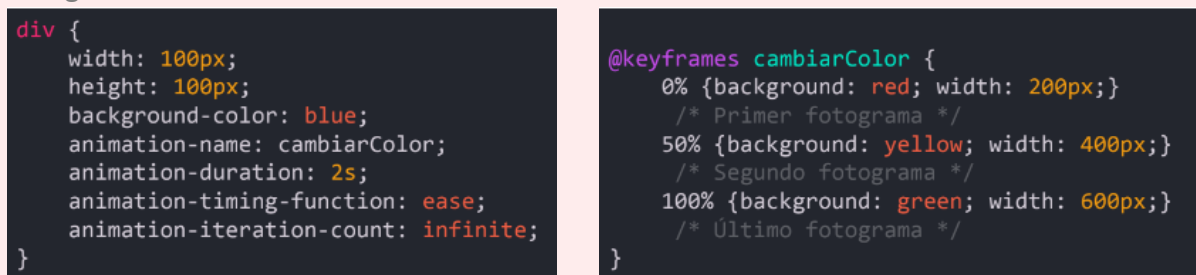 div {
    width: 100px;
    height: 100px;
    background-color: blue;
    animation-name: cambiarColor;
    animation-duration: 2s;
    animation-timing-function: ease;
    animation-iteration-count: infinite;
}
@keyframes cambiarColor {
    0% {background: red; width: 200px;}
     /* Primer fotograma */
    50% {background: yellow; width: 400px;}
     /* Segundo fotograma */
    100% {background: green; width: 600px;}
     /* Último fotograma */
}